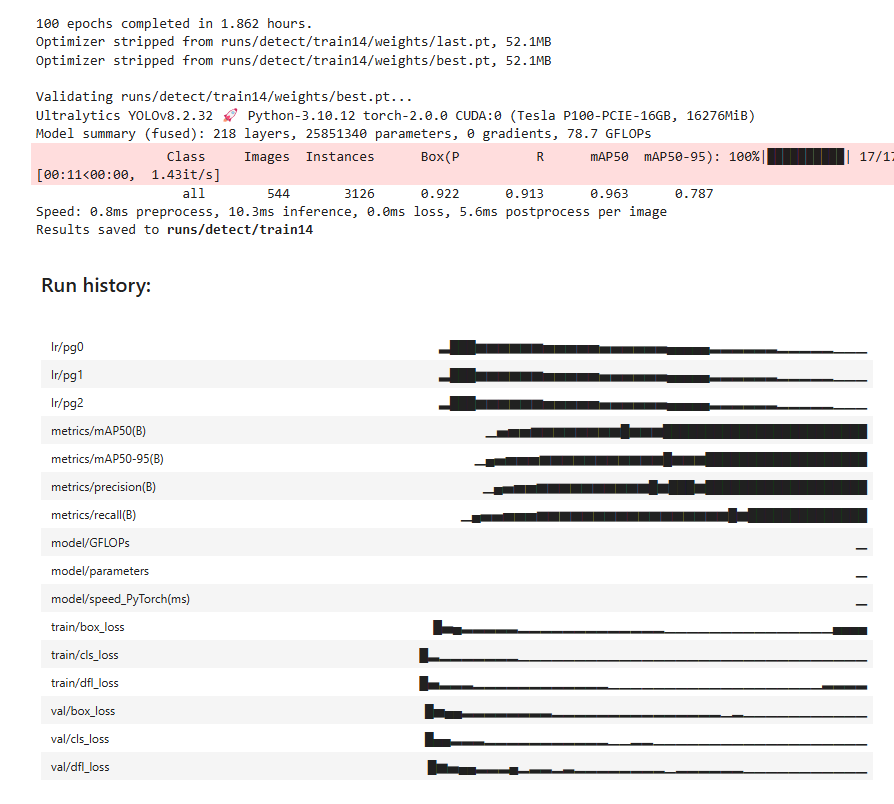 100 epochs completed in 1.862 hours.
Optimizer stripped from runs/detect/train14/weights/last.pt, 52.1MB
Optimizer stripped from runs/detect/train14/weights/best.pt, 52.1MB
Validating runs/detect/train14/weights/best.pt...
Ultralytics YOLOv8.2.32 🚀 Python-3.10.12 torch-2.0.0 CUDA:0 (Tesla P100-PCIE-16GB, 16276MiB)
Model summary (fused): 218 layers, 25851340 parameters, 0 gradients, 78.7 GFLOPs
Class Images Instances Box(P R mAP50 mAP50-95): 100%|██████████| 17/17
[00:11<00:00, 1.43it/s]
all 544 3126 0.922 0.913 0.963 0.787
Speed: 0.8ms preprocess, 10.3ms inference, 0.0ms loss, 5.6ms postprocess per image
Results saved to runs/detect/train14
Run history:
lr/pg0
lr/pg1
lr/pg2
metrics/mAP50(B)
metrics/mAP50-95(B)
metrics/precision(B)
metrics/recall(B)
model/GFLOPs
model/parameters
model/speed_PyTorch(ms)
train/box_loss
train/cls_loss
train/dfl_loss
val/box_loss
val/cls_loss
val/dfl_loss